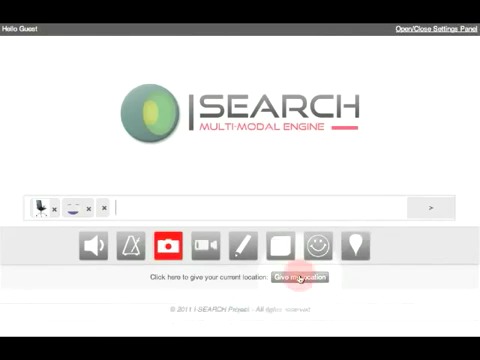 Hello Guest
Open/Close Settings Panel
|SEARCH
MULTI-MODAL ENGINE
>
Click here to give your current location: Give my location
© 2011 I-SEARCH Project - All rights reserved